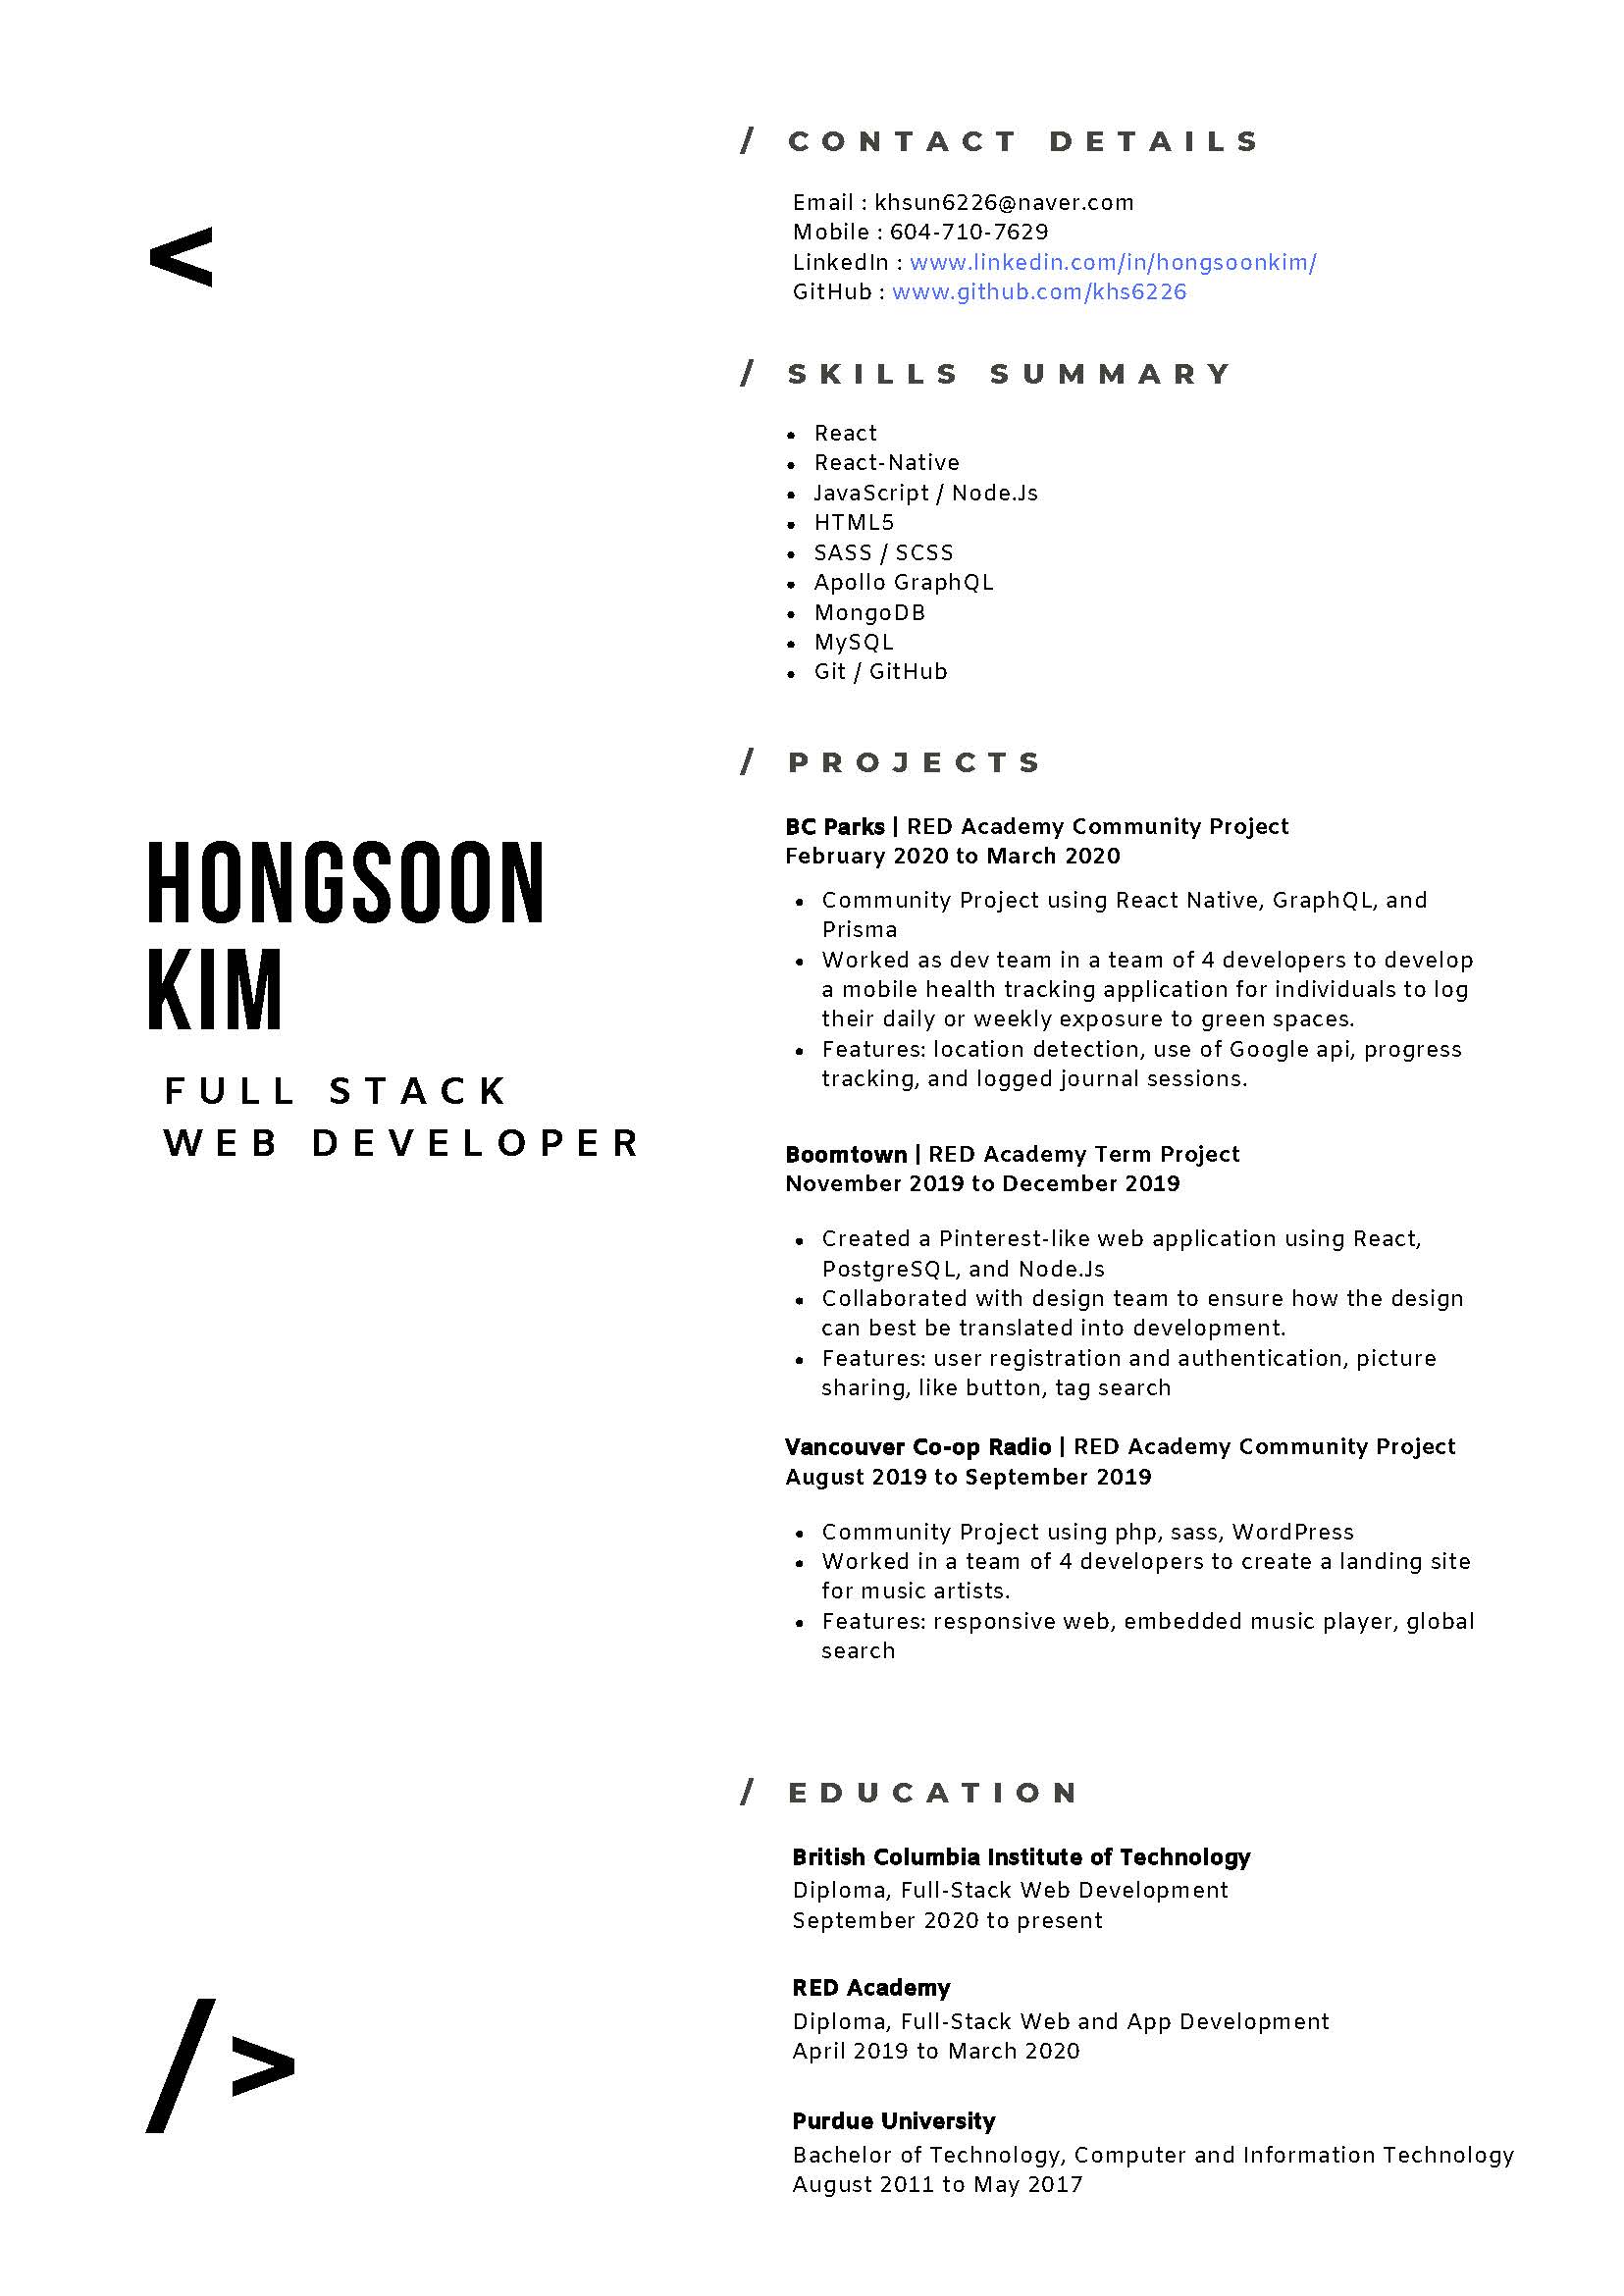 <
HONGSOON
KIM
FULL STACK
WEB DEVELOPER
/>
/ CONTACT DETAILS
Email : khsun6226@naver.com
Mobile : 604-710-7629
LinkedIn : www.linkedin.com/in/hongsoonkim/
GitHub : www.github.com/khs6226
/ SKILLS SUMMARY
• React
• React-Native
• JavaScript / Node.Js
• HTML5
• SASS / SCSS
• Apollo GraphQL
• MongoDB
• MySQL
• Git / GitHub
/ PROJECTS
BC Parks | RED Academy Community Project
February 2020 to March 2020
• Community Project using React Native, GraphQL, and
Prisma
• Worked as dev team in a team of 4 developers to develop
a mobile health tracking application for individuals to log
their daily or weekly exposure to green spaces.
• Features: location detection, use of Google api, progress
tracking, and logged journal sessions.
Boomtown | RED Academy Term Project
November 2019 to December 2019
• Created a Pinterest-like web application using React,
PostgreSQL, and Node.Js
• Collaborated with design team to ensure how the design
can best be translated into development.
• Features: user registration and authentication, picture
sharing, like button, tag search
Vancouver Co-op Radio | RED Academy Community Project
August 2019 to September 2019
• Community Project using php, sass, WordPress
• Worked in a team of 4 developers to create a landing site
for music artists.
• Features: responsive web, embedded music player, global
search
/ EDUCATION
British Columbia Institute of Technology
Diploma, Full-Stack Web Development
September 2020 to present
RED Academy
Diploma, Full-Stack Web and App Development
April 2019 to March 2020
Purdue University
Bachelor of Technology, Computer and Information Technology
August 2011 to May 2017